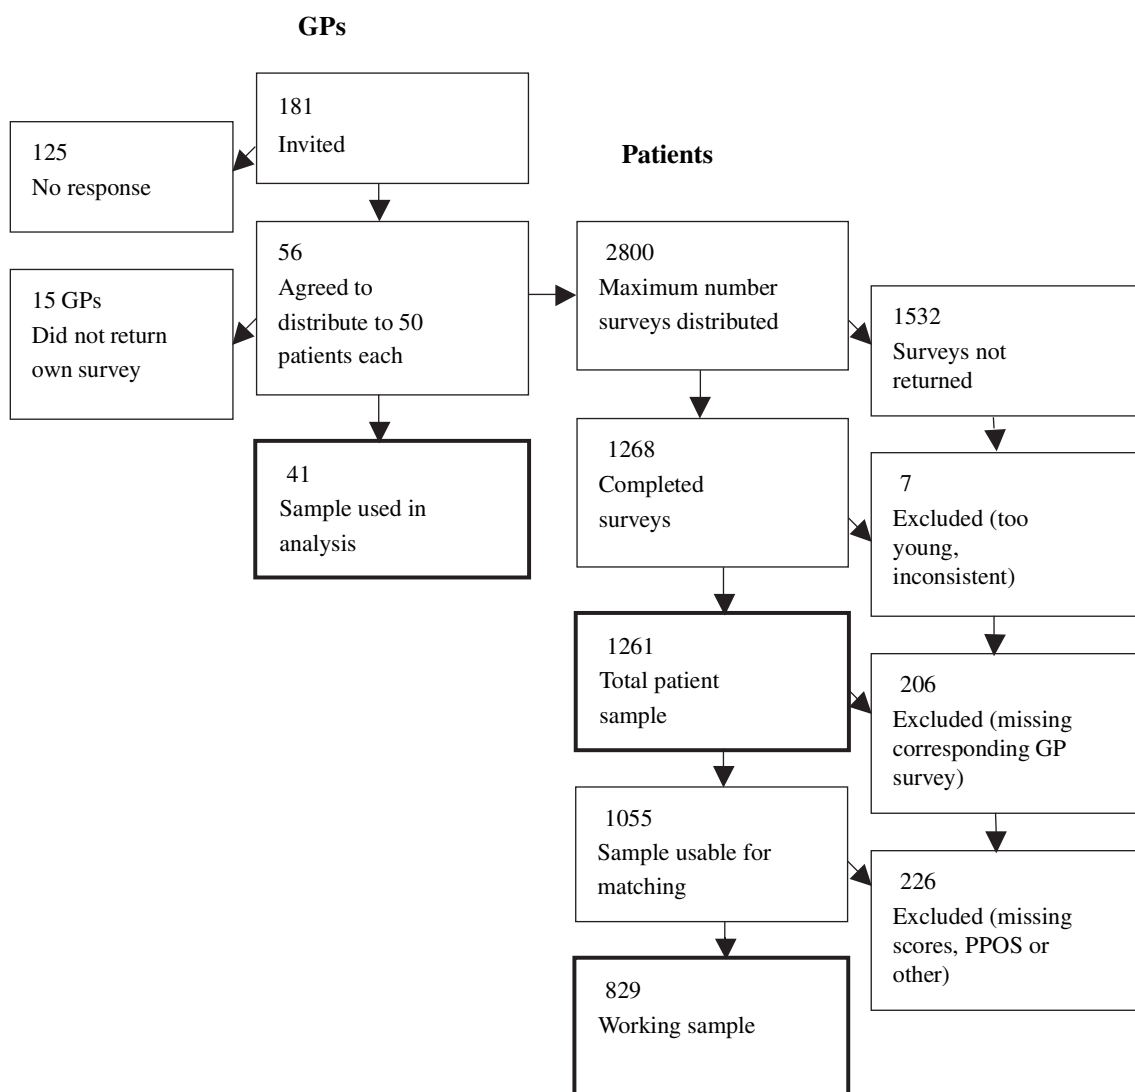 GPs
181
Invited
125
No response
Patients
56
Agreed to
distribute to 50
patients each
2800
Maximum number
surveys distributed
15 GPs
Did not return
own survey
1532
Surveys not
returned
41
Sample used in
analysis
1268
Completed
surveys
7
Excluded (too
young,
inconsistent)
1261
Total patient
sample
206
Excluded (missing
corresponding GP
survey)
1055
Sample usable for
matching
226
Excluded (missing
scores, PPOS or
other)
829
Working sample